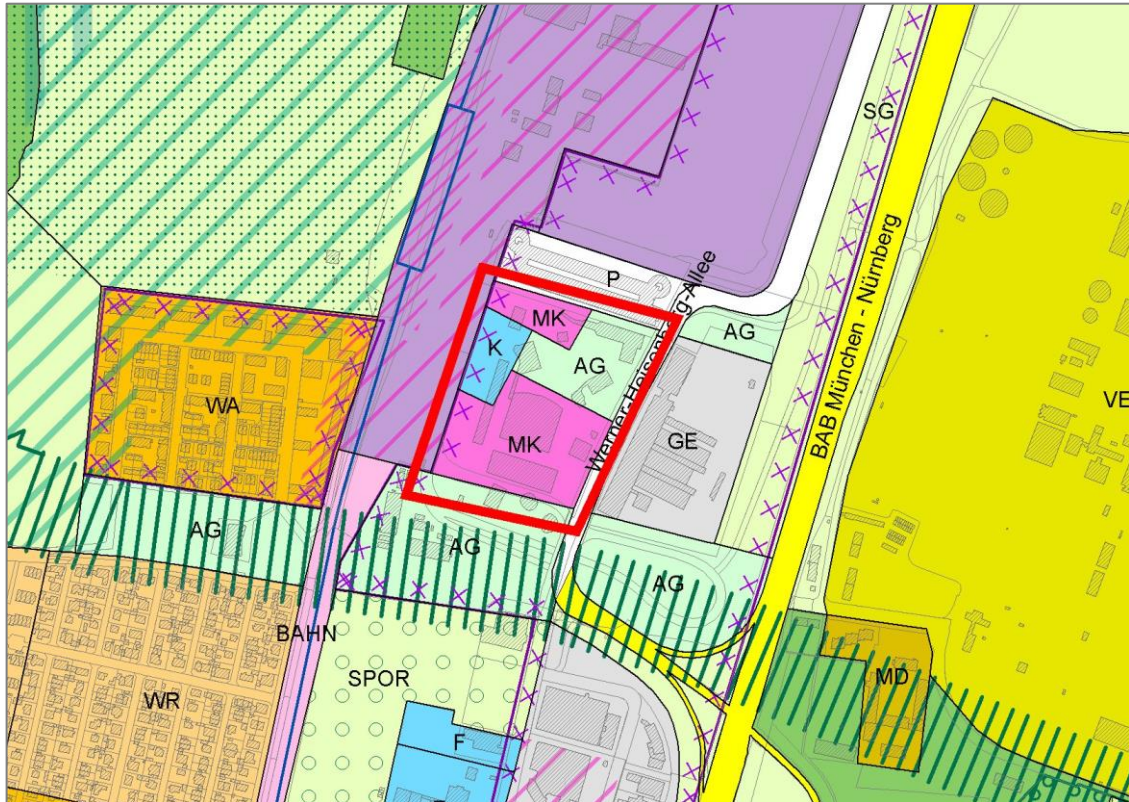 SG
P
Werner-Heisenberg-Allee
MK
K
AG
AG
BAB München - Nürnberg
VE
WA
MK
GE
AG
AG
AG
BAHN
WR
SPOR
MD
F